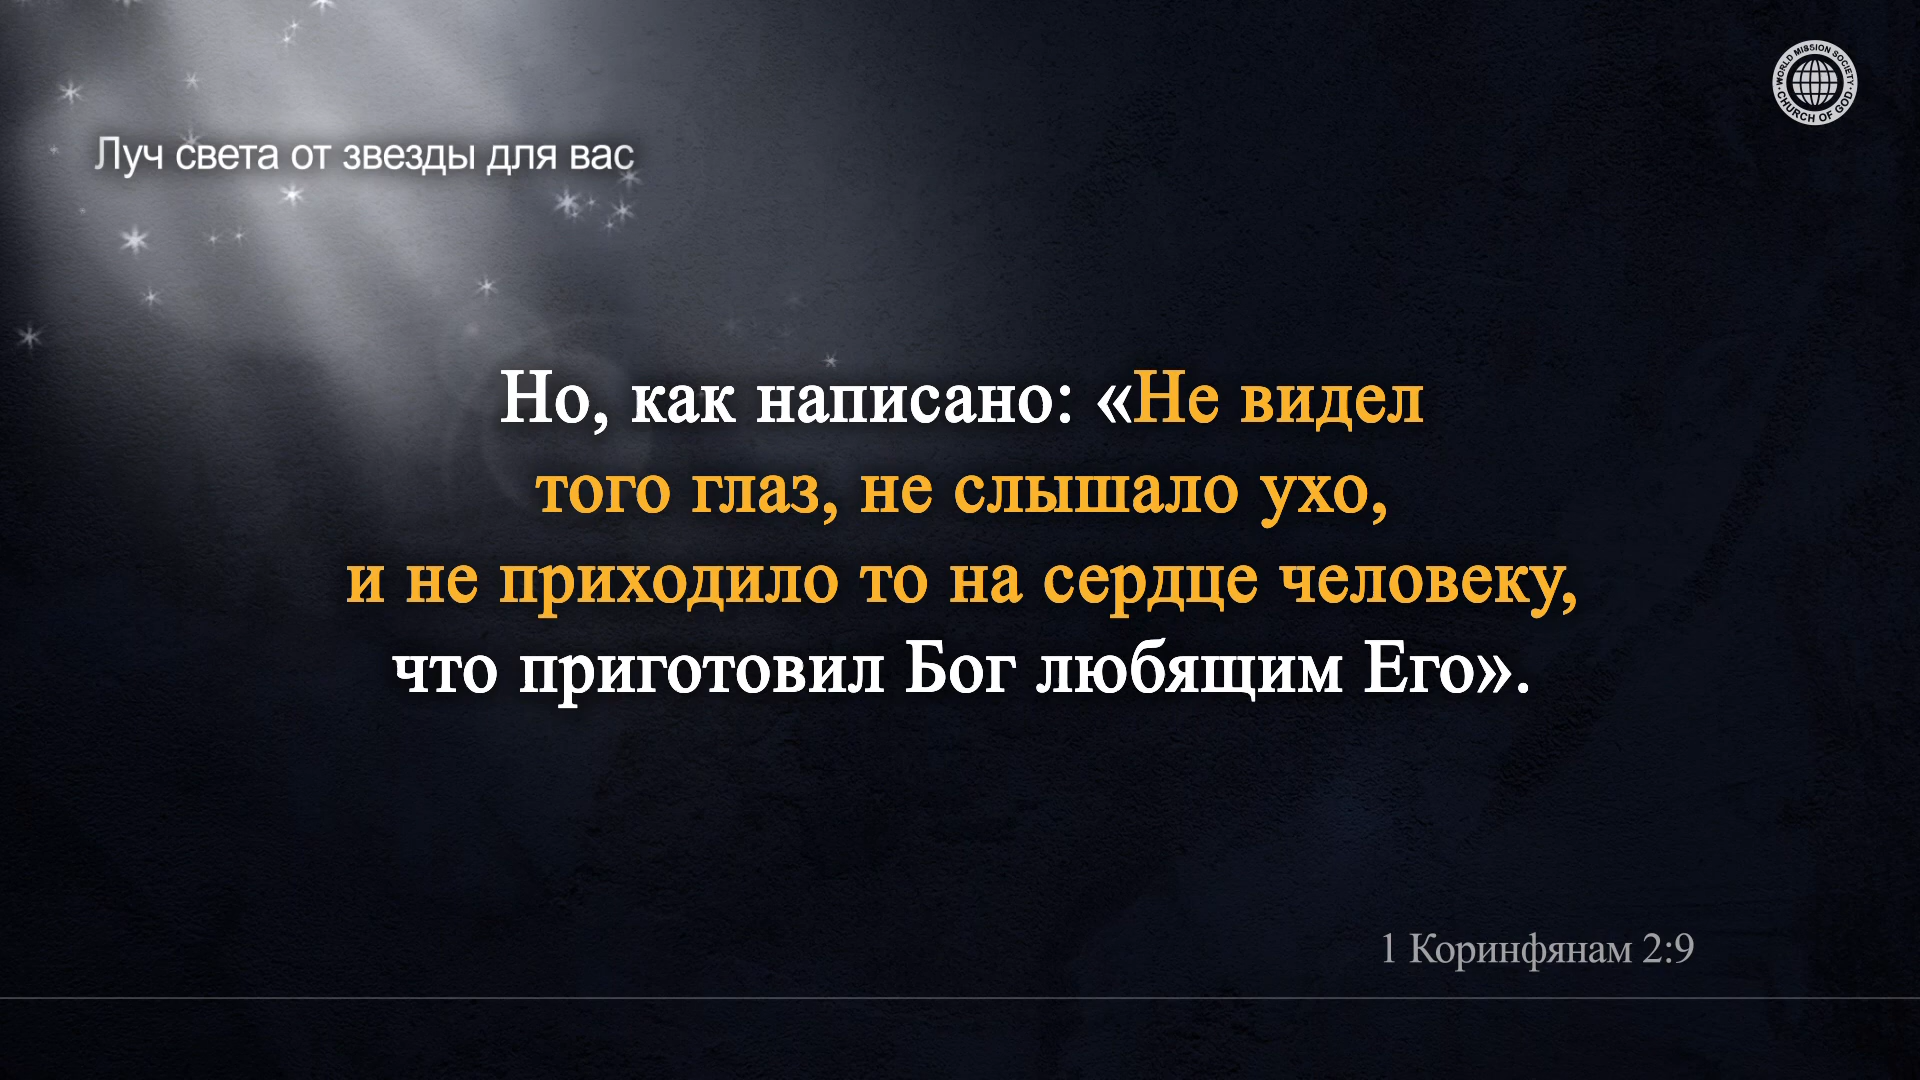 WORLD MISSION SOCIETY
CHURCH OF GOD
Луч света от звезды для вас
Но, как написано: «Не видел
того глаз, не слышало ухо,
и не приходило то на сердце человеку,
что приготовил Бог любящим Его».
1 Коринфянам 2:9